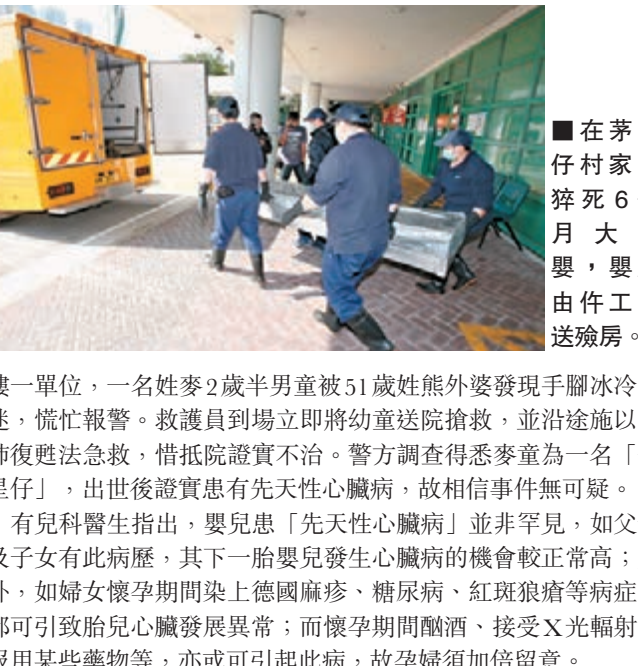 ■在茅
仔村家
猝死6
月大
嬰，嬰
由仵工
送殮房。
樓一單位，一名姓麥2歲半男童被51歲姓熊外婆發現手腳冰冷
迷，慌忙報警。救護員到場立即將幼童送院搶救，並沿途施以
肺復甦法急救，惜抵院證實不治。警方調查得悉麥童為一名「
星仔」，出世後證實患有先天性心臟病，故相信事件無可疑。
有兒科醫生指出，嬰兒患「先天性心臟病」並非罕見，如父
及子女有此病歷，其下一胎嬰兒發生心臟病的機會較正常高；
外，如婦女懷孕期間染上德國麻疹、糖尿病、紅斑狼瘡等病症
都可引致胎兒心臟發展異常；而懷孕期間酗酒、接受X光輻射
服用某些藥物等，亦或可引起此病，故孕婦須加倍留意。